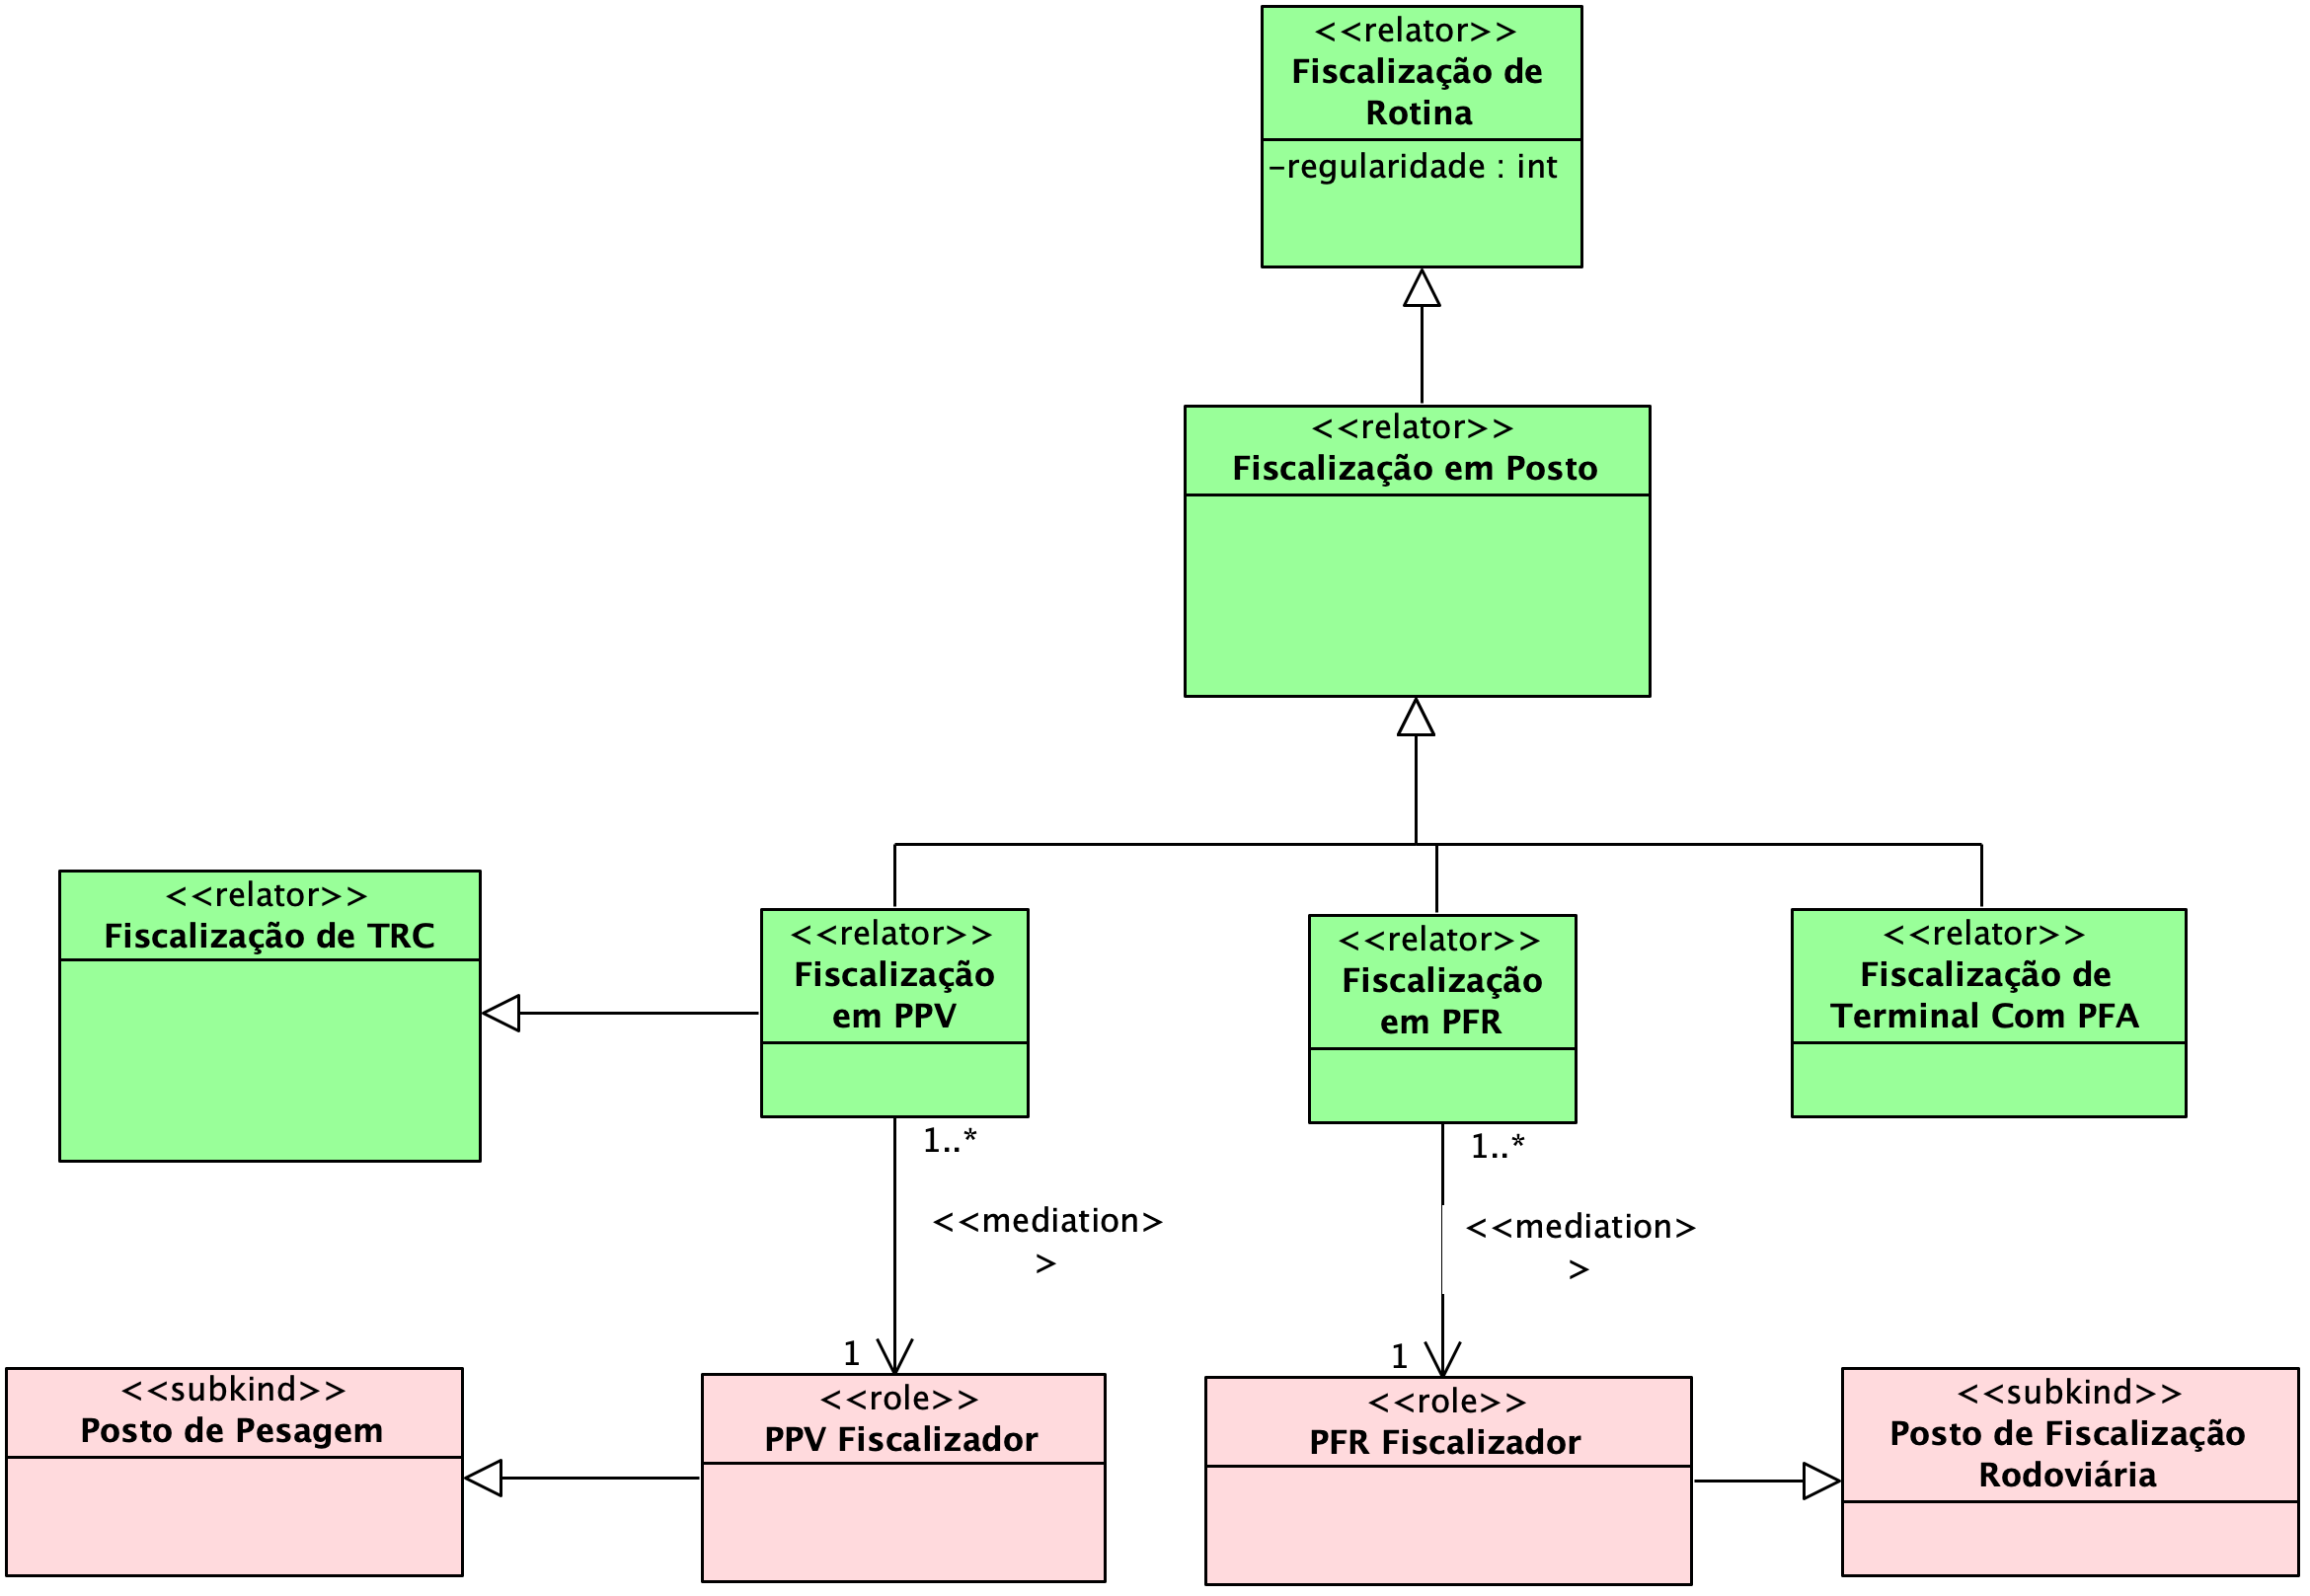 <<relator>>
Fiscalização de
Rotina
-regularidade : int
<<relator>>
Fiscalização em Posto
<<relator>>
Fiscalização de TRC
<<relator>>
Fiscalização
em PPV
<<relator>>
Fiscalização
em PFR
<<relator>>
Fiscalização de
Terminal Com PFA
1..*
1..*
<<mediation>
>
<<mediation>
>
1
1
<<subkind>>
Posto de Pesagem
<<role>>
PPV Fiscalizador
<<role>>
PFR Fiscalizador
<<subkind>>
Posto de Fiscalização
Rodoviária